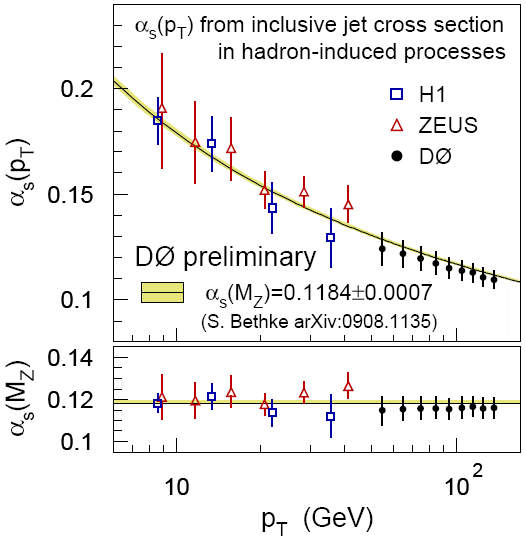 αs(pT) from inclusive jet cross section
in hadron-induced processes
H1
ZEUS
DØ
0.2
0.15
0.1
αs(pT)
DØ preliminary
αs(MZ)=0.1184±0.0007
(S. Bethke arXiv:0908.1135)
0.14
0.12
0.1
αs(MZ)
10
10²
pT (GeV)